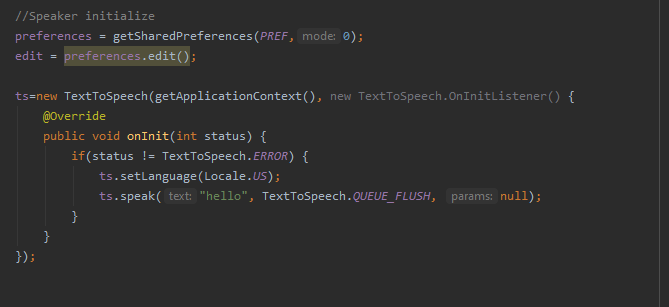 //Speaker initialize
preferences = getSharedPreferences(PREF, mode: 0);
edit = preferences.edit();
ts=new TextToSpeech(getApplicationContext(), new TextToSpeech.OnInitListener() {
@Override
public void onInit(int status) {
if(status != TextToSpeech.ERROR) {
ts.setLanguage(Locale.US);
ts.speak( text: "hello", TextToSpeech.QUEUE_FLUSH, params: null);
}
}
});